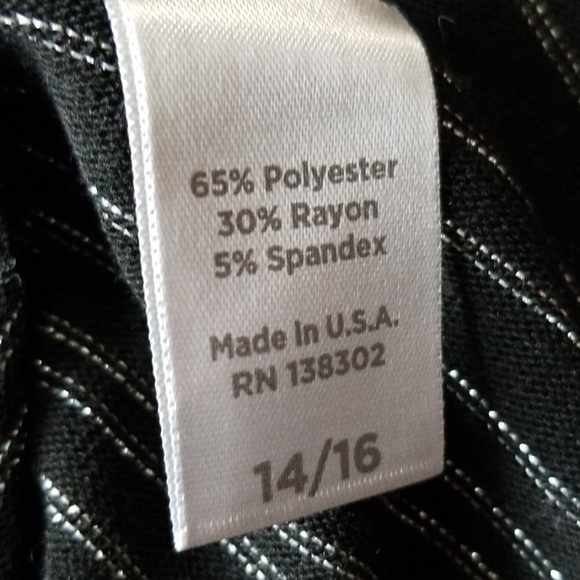 65% Polyester
30% Rayon
5% Spandex
Made In U.S.A.
RN 138302
14/16